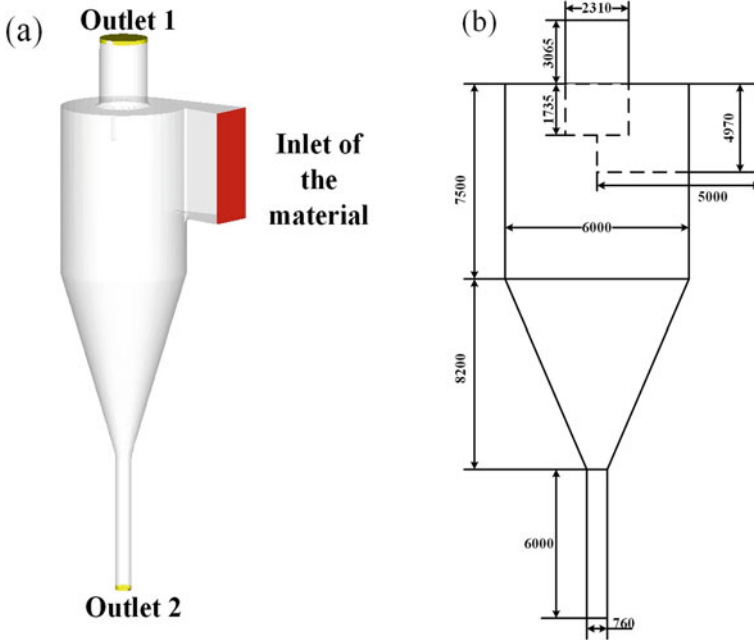 (a)
Outlet 1
Inlet of
the
material
Outlet 2
(b)
2310
3065
1735
4970
5000
7500
6000
8200
6000
760